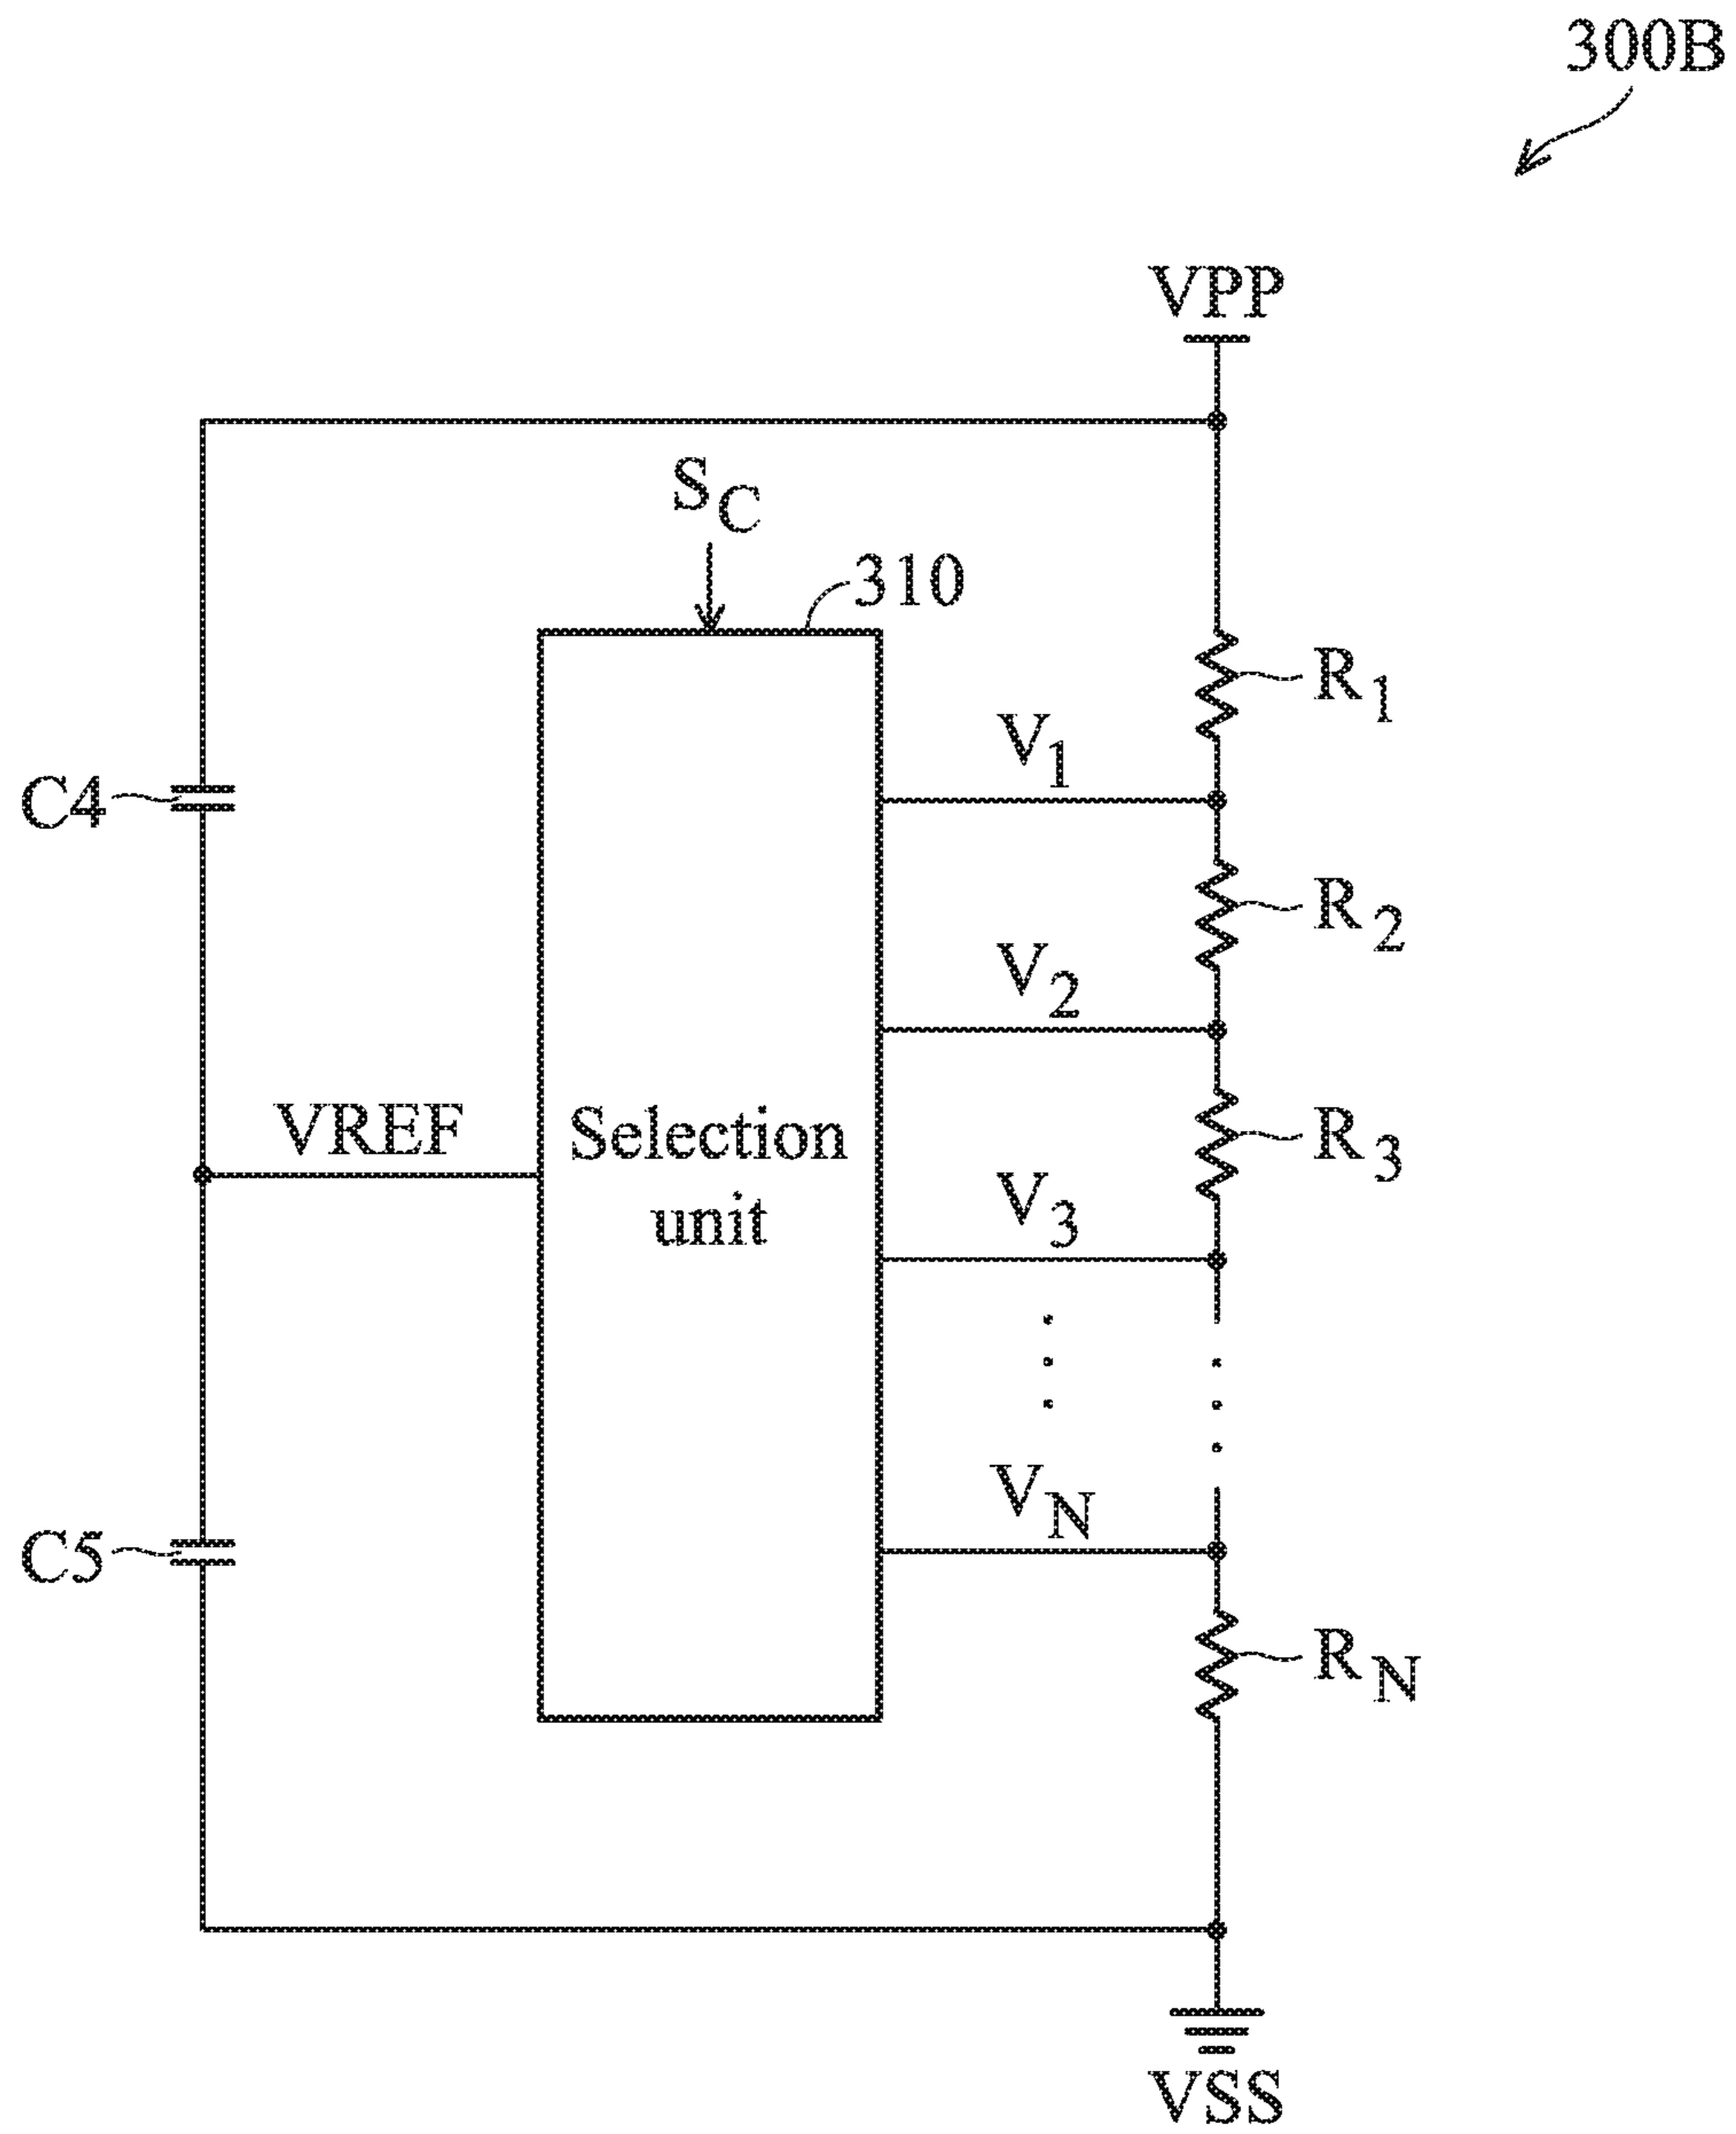 300B
VPP
SC
310
R1
V1
C4
R2
V2
VREF
Selection
unit
R3
V3
VN
C5
RN
VSS